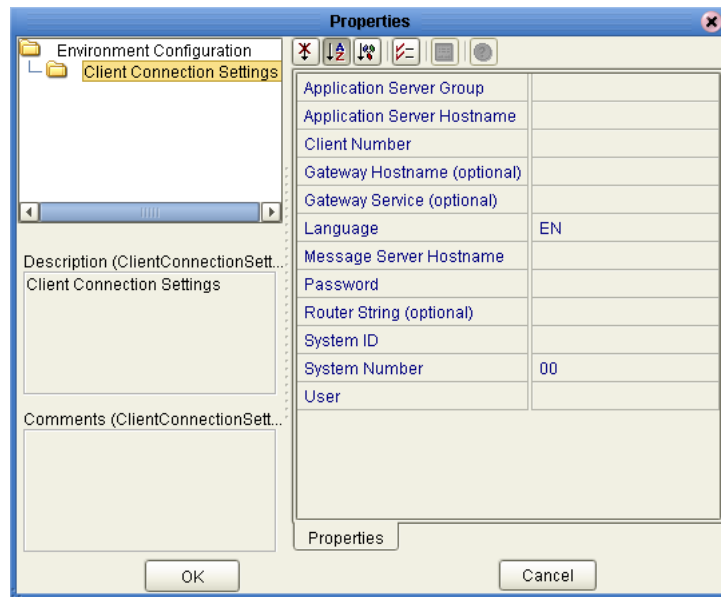 Properties
Environment Configuration
Client Connection Settings
Description (ClientConnectionSett...
Client Connection Settings
Comments (ClientConnectionSett...
Application Server Group
Application Server Hostname
Client Number
Gateway Hostname (optional)
Gateway Service (optional)
Language EN
Message Server Hostname
Password
Router String (optional)
System ID
System Number 00
User
Properties
OK
Cancel